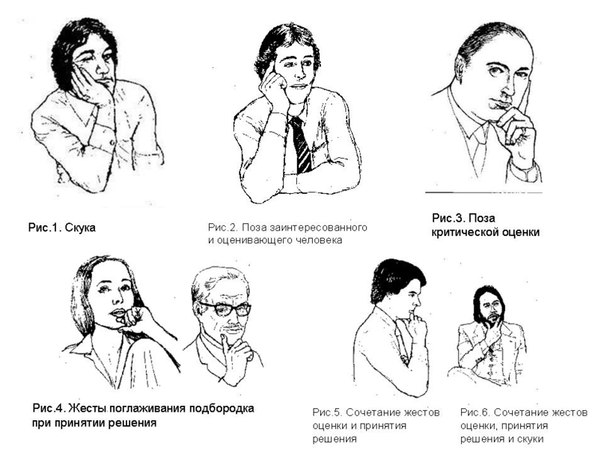 Рис.1. Скука
Рис.2. Поза заинтересованного
и оценивающего человека
Рис.3. Поза
критической оценки
Рис.4. Жесты поглаживания подбородка
при принятии решения
Рис.5. Сочетание жестов
оценки и принятия
решения
Рис.6. Сочетание жестов
оценки, принятия
решения и скуки